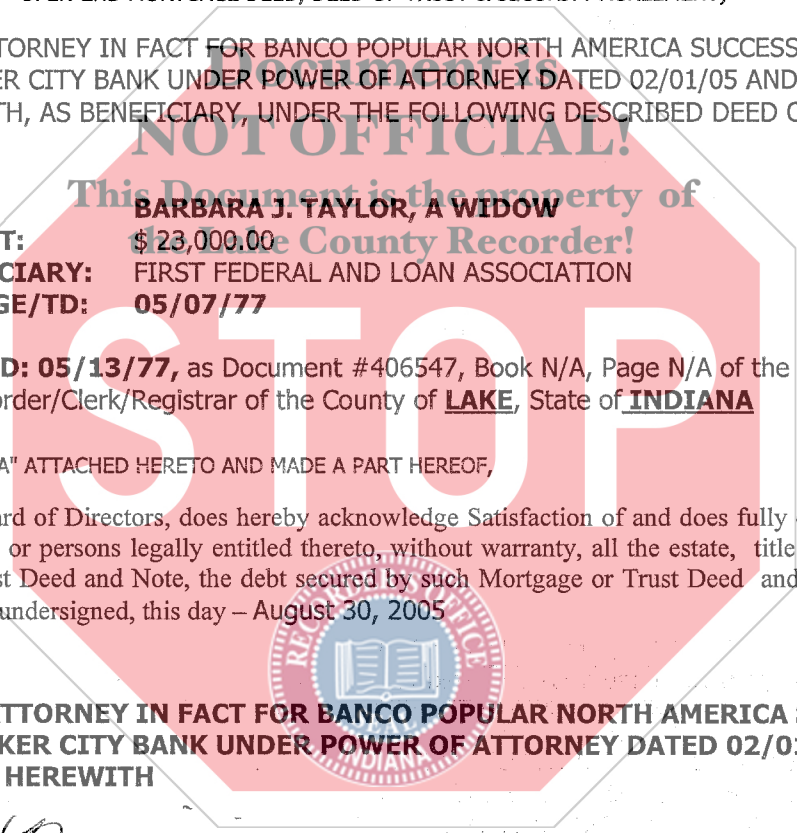 TORNEY IN FACT FOR BANCO POPULAR NORTH AMERICA SUCCESS
ER CITY BANK UNDER POWER OF ATTORNEY DATED 02/01/05 AND
TH, AS BENEFICIARY, UNDER THE FOLLOWING DESCRIBED DEED O
Document is
NOT OFFICIAL!
This Document is the property of
the Lake County Recorder!
BARBARA J. TAYLOR, A WIDOW
T: $ 23,000.00
CIARY: FIRST FEDERAL AND LOAN ASSOCIATION
GE/TD: 05/07/77
STOP
D: 05/13/77, as Document #406547, Book N/A, Page N/A of the
order/Clerk/Registrar of the County of LAKE, State of INDIANA
A" ATTACHED HERETO AND MADE A PART HEREOF,
ard of Directors, does hereby acknowledge Satisfaction of and does fully
or persons legally entitled thereto, without warranty, all the estate, title
st Deed and Note, the debt secured by such Mortgage or Trust Deed and
undersigned, this day – August 30, 2005
RECORDER'S OFFICE
SEAL
INDIANA
ATTORNEY IN FACT FOR BANCO POPULAR NORTH AMERICA
KER CITY BANK UNDER POWER OF ATTORNEY DATED 02/0
HEREWITH